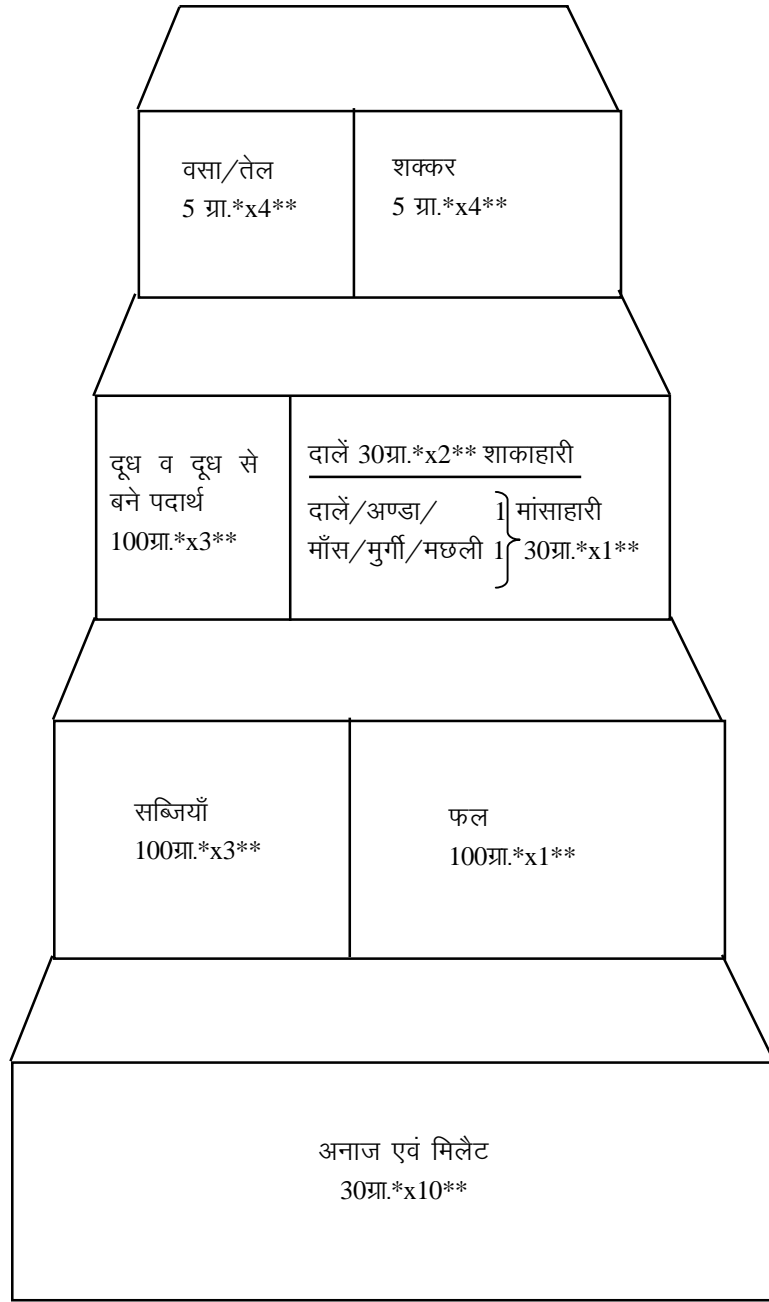 वसा/तेल
5 ग्रा.*x4**
शक्कर
5 ग्रा.*x4**
दूध व दूध से
बने पदार्थ
100ग्रा.*x3**
दालें 30ग्रा.*x2** शाकाहारी
दालें/अण्डा/ 1 मांसाहारी
माँस/मुर्गी/मछली 1 30ग्रा.*x1**
सब्जियाँ
100ग्रा.*x3**
फल
100ग्रा.*x1**
अनाज एवं मिलैट
30ग्रा.*x10**